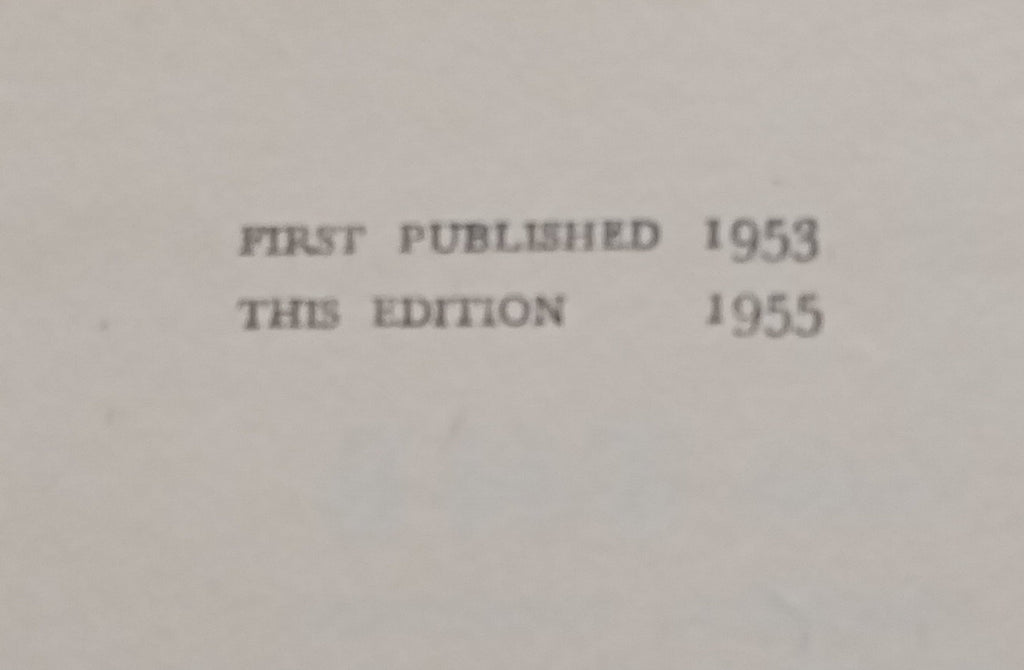 FIRST PUBLISHED 1953
THIS EDITION 1955